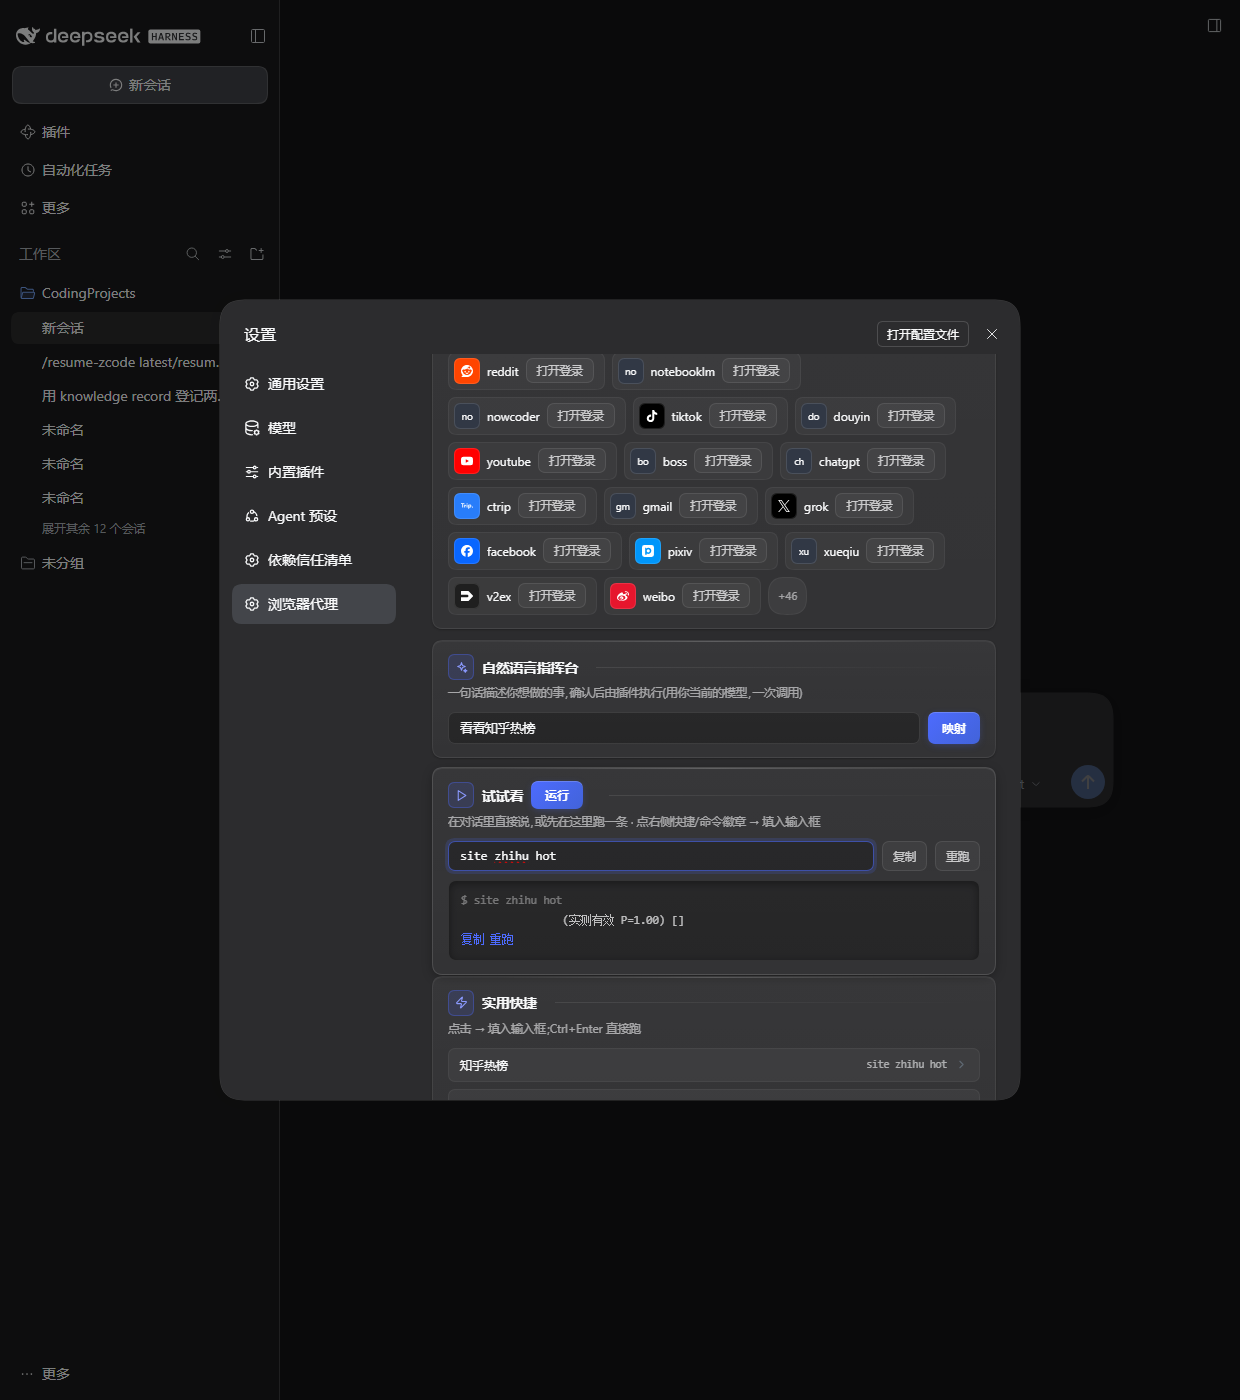 deepseek HARNESS
新会话
插件
自动化任务
更多
工作区
CodingProjects
新会话
/resume-zcode latest/resum.
用 knowledge record 登记两.
未命名
未命名
未命名
展开其余 12 个会话
未分组
更多
设置
打开配置文件
通用设置
模型
内置插件
Agent 预设
依赖信任清单
浏览器代理
reddit 打开登录
no notebooklm 打开登录
no nowcoder 打开登录
tiktok 打开登录
do douyin 打开登录
youtube 打开登录
bo boss 打开登录
ch chatgpt 打开登录
Trip. ctrip 打开登录
gm gmail 打开登录
grok 打开登录
facebook 打开登录
pixiv 打开登录
xu xueqiu 打开登录
v2ex 打开登录
weibo 打开登录
+46
自然语言指挥台
一句话描述你想做的事,确认后由插件执行(用你当前的模型,一次调用)
看看知乎热榜
映射
试试看 运行
在对话里直接说,或先在这里跑一条 · 点右侧快捷/命令徽章 → 填入输入框
site zhihu hot
复制 重跑
$ site zhihu hot
(实测有效 P=1.00) []
复制 重跑
实用快捷
点击 → 填入输入框;Ctrl+Enter 直接跑
知乎热榜
site zhihu hot
t